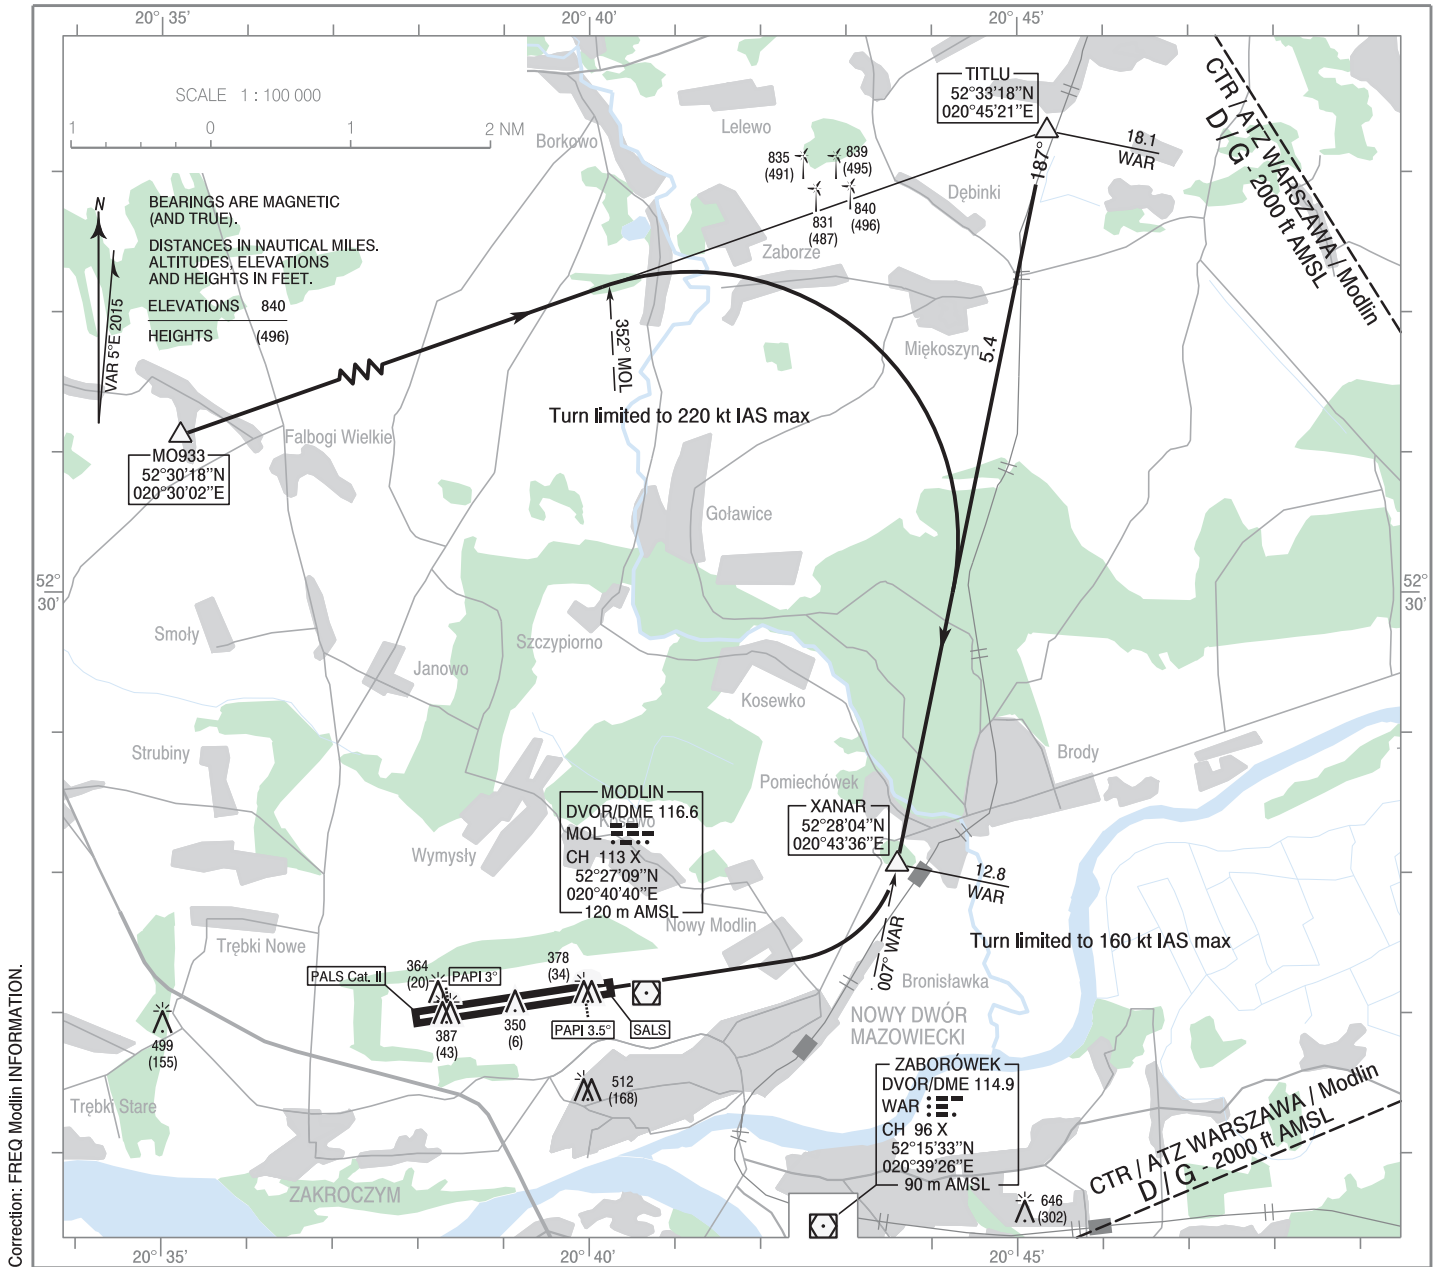 20° 35'
20° 40'
20° 45'
SCALE 1 : 100 000
1 0 1 2 NM
N
VAR 5°E 2015
BEARINGS ARE MAGNETIC
(AND TRUE).
DISTANCES IN NAUTICAL MILES.
ALTITUDES, ELEVATIONS
AND HEIGHTS IN FEET.
ELEVATIONS 840
HEIGHTS (496)
Borkowo
Lelewo
TITLU
52°33'18''N
020°45'21''E
18.1
WAR
187°
CTR / ATZ WARSZAWA / Modlin
D / G - 2000 ft AMSL
835
(491)
839
(495)
831
(487)
840
(496)
Dębinki
Zaborze
352° MOL
Miękoszyn
5.4
Turn limited to 220 kt IAS max
MO933
52°30'18''N
020°30'02''E
Falbogi Wielkie
Goławice
52°
30'
52°
30'
Smoły
Szczypiorno
Janowo
Kosewko
Strubiny
Brody
Pomiechówek
MODLIN
DVOR/DME 116.6
MOL
CH 113 X
52°27'09''N
020°40'40''E
120 m AMSL
Kosewo
XANAR
52°28'04''N
020°43'36''E
Wymysły
12.8
WAR
Nowy Modlin
007° WAR
Turn limited to 160 kt IAS max
Trębki Nowe
PALS Cat. II
364
(20)
PAPI 3°
378
(34)
Bronisławka
NOWY DWÓR
MAZOWIECKI
499
(155)
387
(43)
350
(6)
PAPI 3.5°
SALS
512
(168)
Trębki Stare
ZABORÓWEK
DVOR/DME 114.9
WAR
CH 96 X
52°15'33''N
020°39'26''E
90 m AMSL
CTR / ATZ WARSZAWA / Modlin
D / G - 2000 ft AMSL
ZAKROCZYM
646
(302)
20° 35'
20° 40'
20° 45'
Correction: FREQ Modlin INFORMATION.